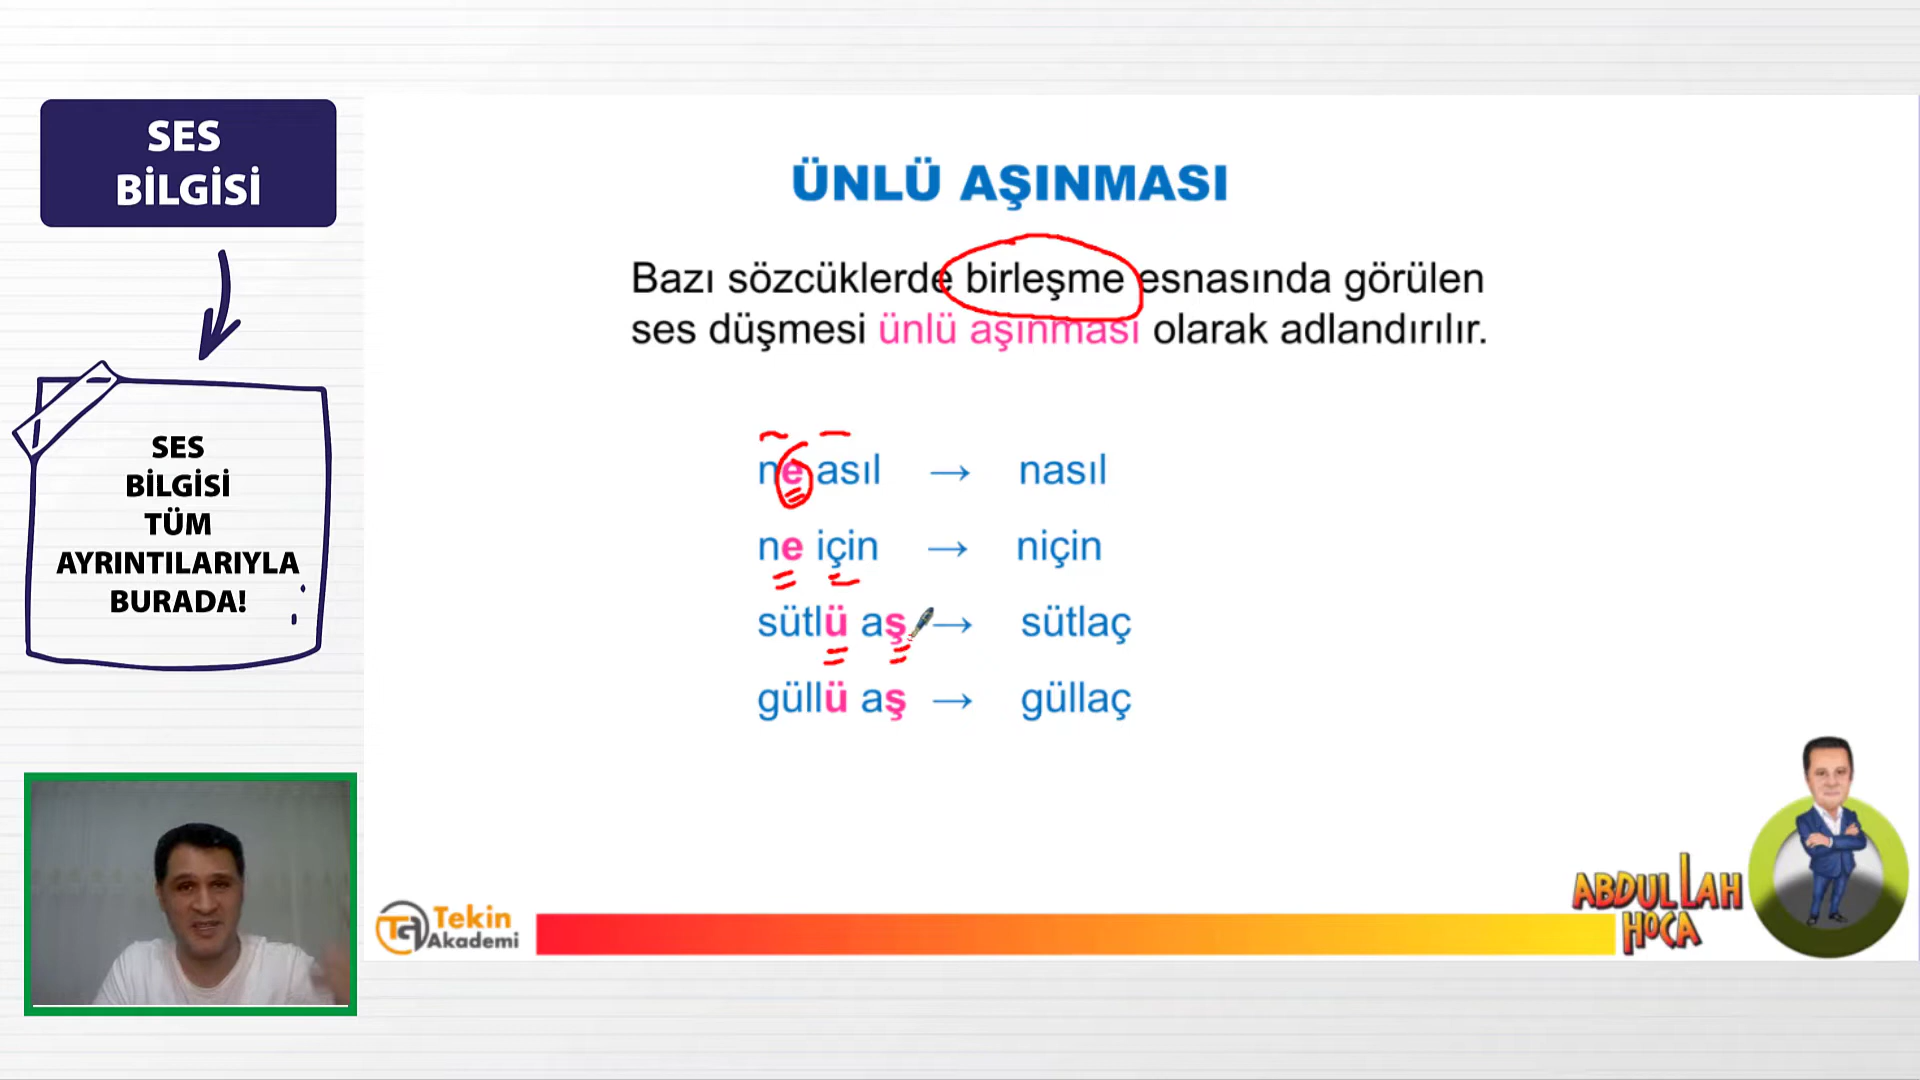 SES
BİLGİSİ
SES
BİLGİSİ
TÜM
AYRINTILARIYLA
BURADA!
ÜNLÜ AŞINMASI
Bazı sözcüklerde birleşme esnasında görülen
ses düşmesi ünlü aşınması olarak adlandırılır.
ne asıl → nasıl
ne için → niçin
sütlü aş → sütlaç
güllü aş → güllaç
Tekin
Akademi
ABDULLAH
HOCA